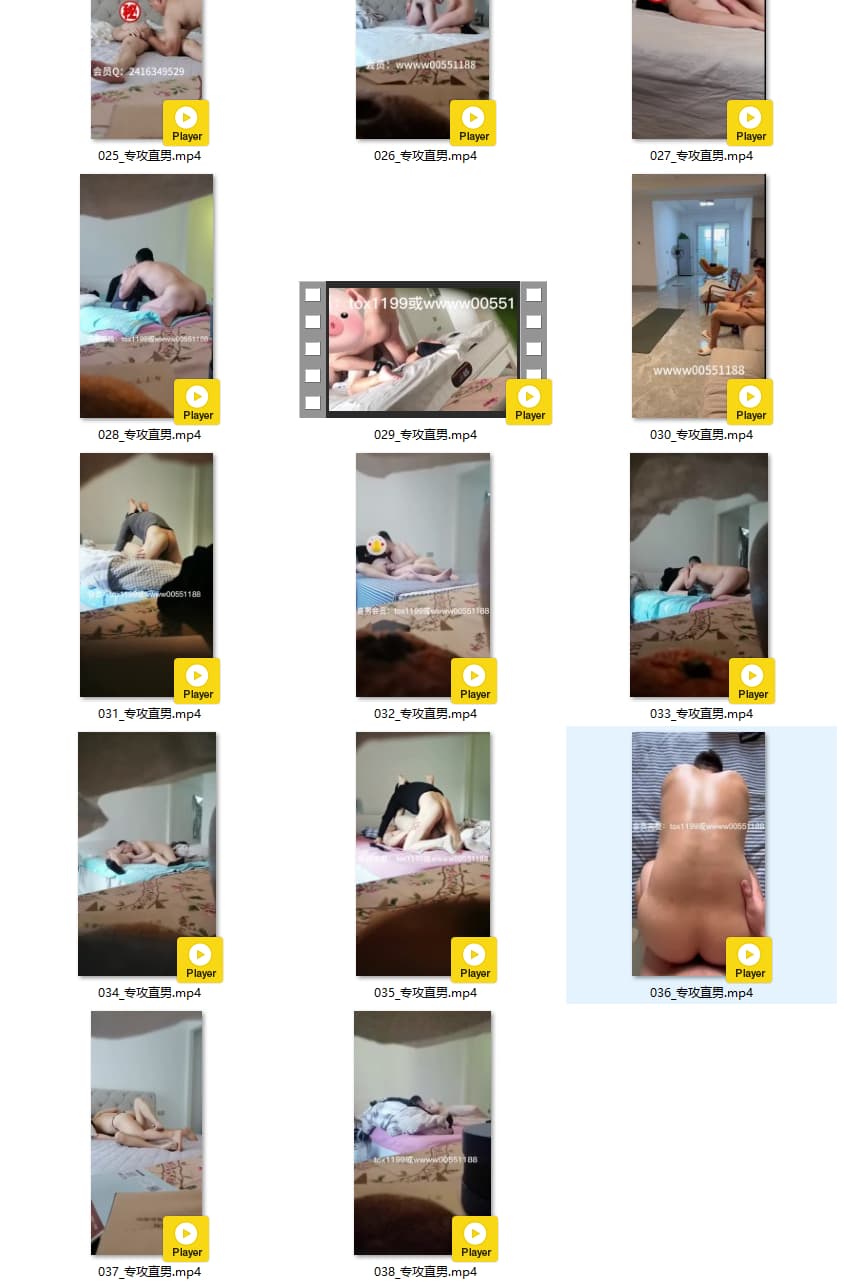 秘
会员Q：2416349529
会员：wwww00551188
Player
Player
Player
025_专攻直男.mp4
026_专攻直男.mp4
027_专攻直男.mp4
tox1199或wwww00551
tox1199或wwww00551188
wwww00551188
Player
Player
Player
028_专攻直男.mp4
029_专攻直男.mp4
030_专攻直男.mp4
tox1199或wwww00551188
直男会员：tox1199或wwww00551188
Player
Player
Player
031_专攻直男.mp4
032_专攻直男.mp4
033_专攻直男.mp4
tox1199或wwww00551188
tox1199或wwww00551188
Player
Player
Player
034_专攻直男.mp4
035_专攻直男.mp4
036_专攻直男.mp4
tox1199或wwww00551188
Player
Player
037_专攻直男.mp4
038_专攻直男.mp4